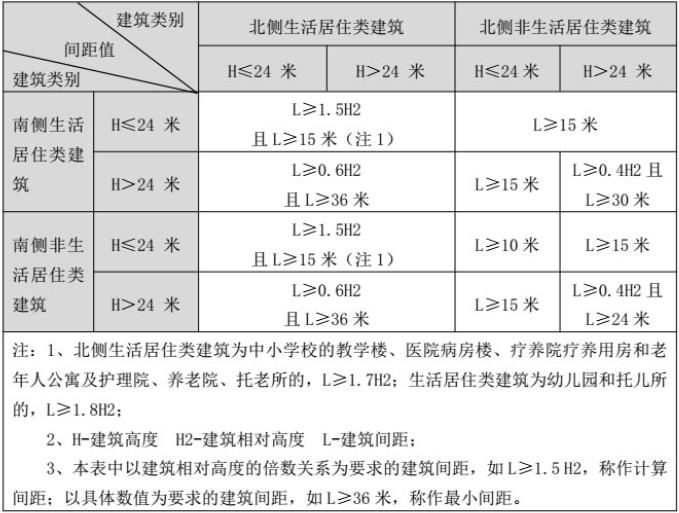 建筑类别
间距值
建筑类别
北侧生活居住类建筑
北侧非生活居住类建筑
H≤24 米
H＞24 米
H≤24 米
H＞24 米
南侧生活
居住类建
筑
H≤24 米
L≥1.5H2
且 L≥15 米（注 1）
L≥15 米
H＞24 米
L≥0.6H2
且 L≥36 米
L≥15 米
L≥0.4H2 且
L≥30 米
南侧非生
活居住类
建筑
H≤24 米
L≥1.5H2
且 L≥15 米（注 1）
L≥10 米
L≥15 米
H＞24 米
L≥0.6H2
且 L≥36 米
L≥15 米
L≥0.4H2 且
L≥24 米
注：1、北侧生活居住类建筑为中小学校的教学楼、医院病房楼、疗养院疗养用房和老
年人公寓及护理院、养老院、托老所的，L≥1.7H2；生活居住类建筑为幼儿园和托儿所
的，L≥1.8H2；
2、H-建筑高度 H2-建筑相对高度 L-建筑间距；
3、本表中以建筑相对高度的倍数关系为要求的建筑间距，如 L≥1.5 H2，称作计算
间距；以具体数值为要求的建筑间距，如 L≥36 米，称作最小间距。